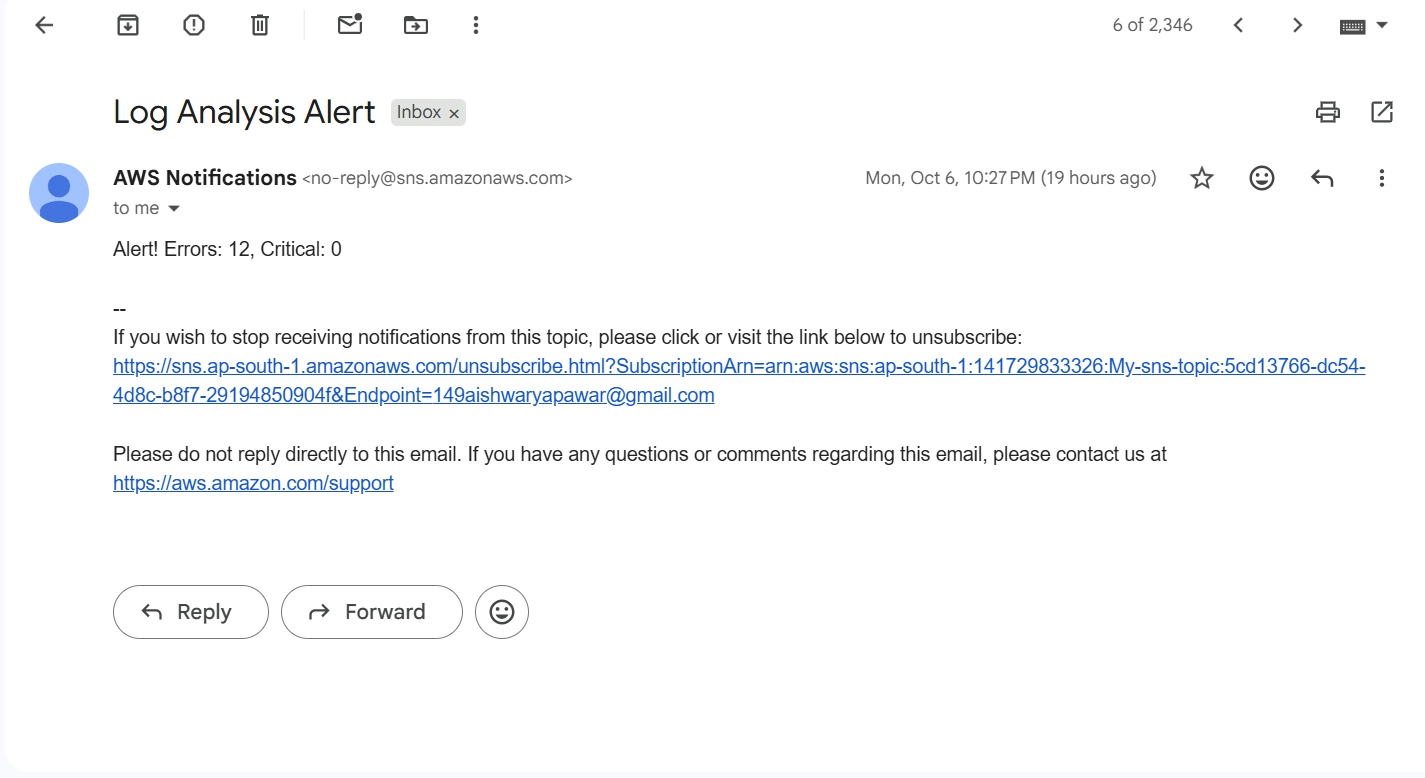 6 of 2,346
Log Analysis Alert Inbox ×
AWS Notifications <no-reply@sns.amazonaws.com> Mon, Oct 6, 10:27 PM (19 hours ago)
to me
Alert! Errors: 12, Critical: 0
--
If you wish to stop receiving notifications from this topic, please click or visit the link below to unsubscribe:
https://sns.ap-south-1.amazonaws.com/unsubscribe.html?SubscriptionArn=arn:aws:sns:ap-south-1:141729833326:My-sns-topic:5cd13766-dc54-
4d8c-b8f7-29194850904f&Endpoint=149aishwaryapawar@gmail.com
Please do not reply directly to this email. If you have any questions or comments regarding this email, please contact us at
https://aws.amazon.com/support
Reply Forward